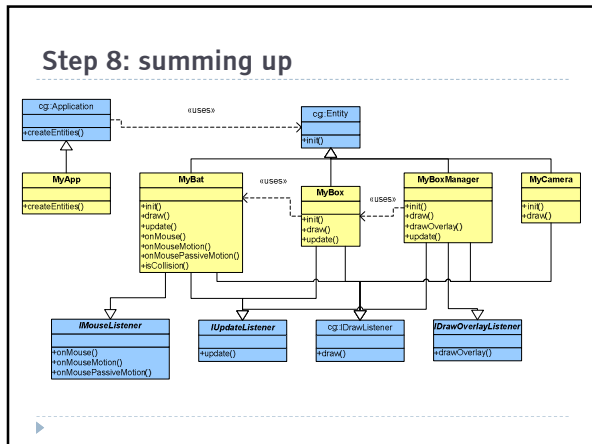 Step 8: summing up
cg::Application
+createEntities()
«uses»
cg::Entity
+init()
MyApp
+createEntities()
MyBat
+init()
+draw()
+update()
+onMouse()
+onMouseMotion()
+onMousePassiveMotion()
+isCollision()
«uses»
MyBox
+init()
+draw()
+update()
«uses»
MyBoxManager
+init()
+draw()
+drawOverlay()
+update()
MyCamera
+init()
+draw()
IMouseListener
+onMouse()
+onMouseMotion()
+onMousePassiveMotion()
IUpdateListener
+update()
cg::IDrawListener
+draw()
IDrawOverlayListener
+drawOverlay()